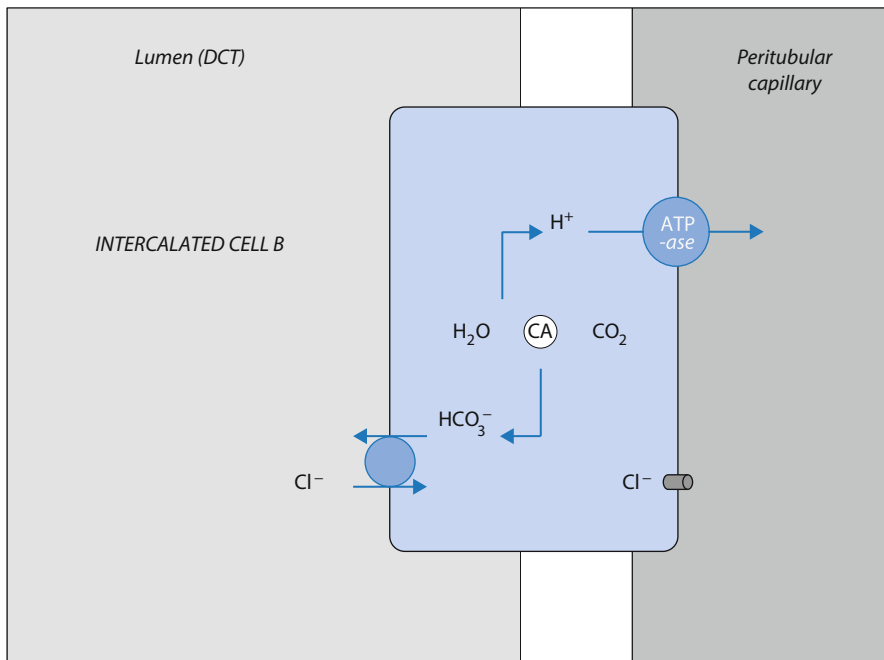 Lumen (DCT)
Peritubular
capillary
INTERCALATED CELL B
H⁺
ATP
-ase
H₂O
CA
CO₂
HCO₃⁻
Cl⁻
Cl⁻